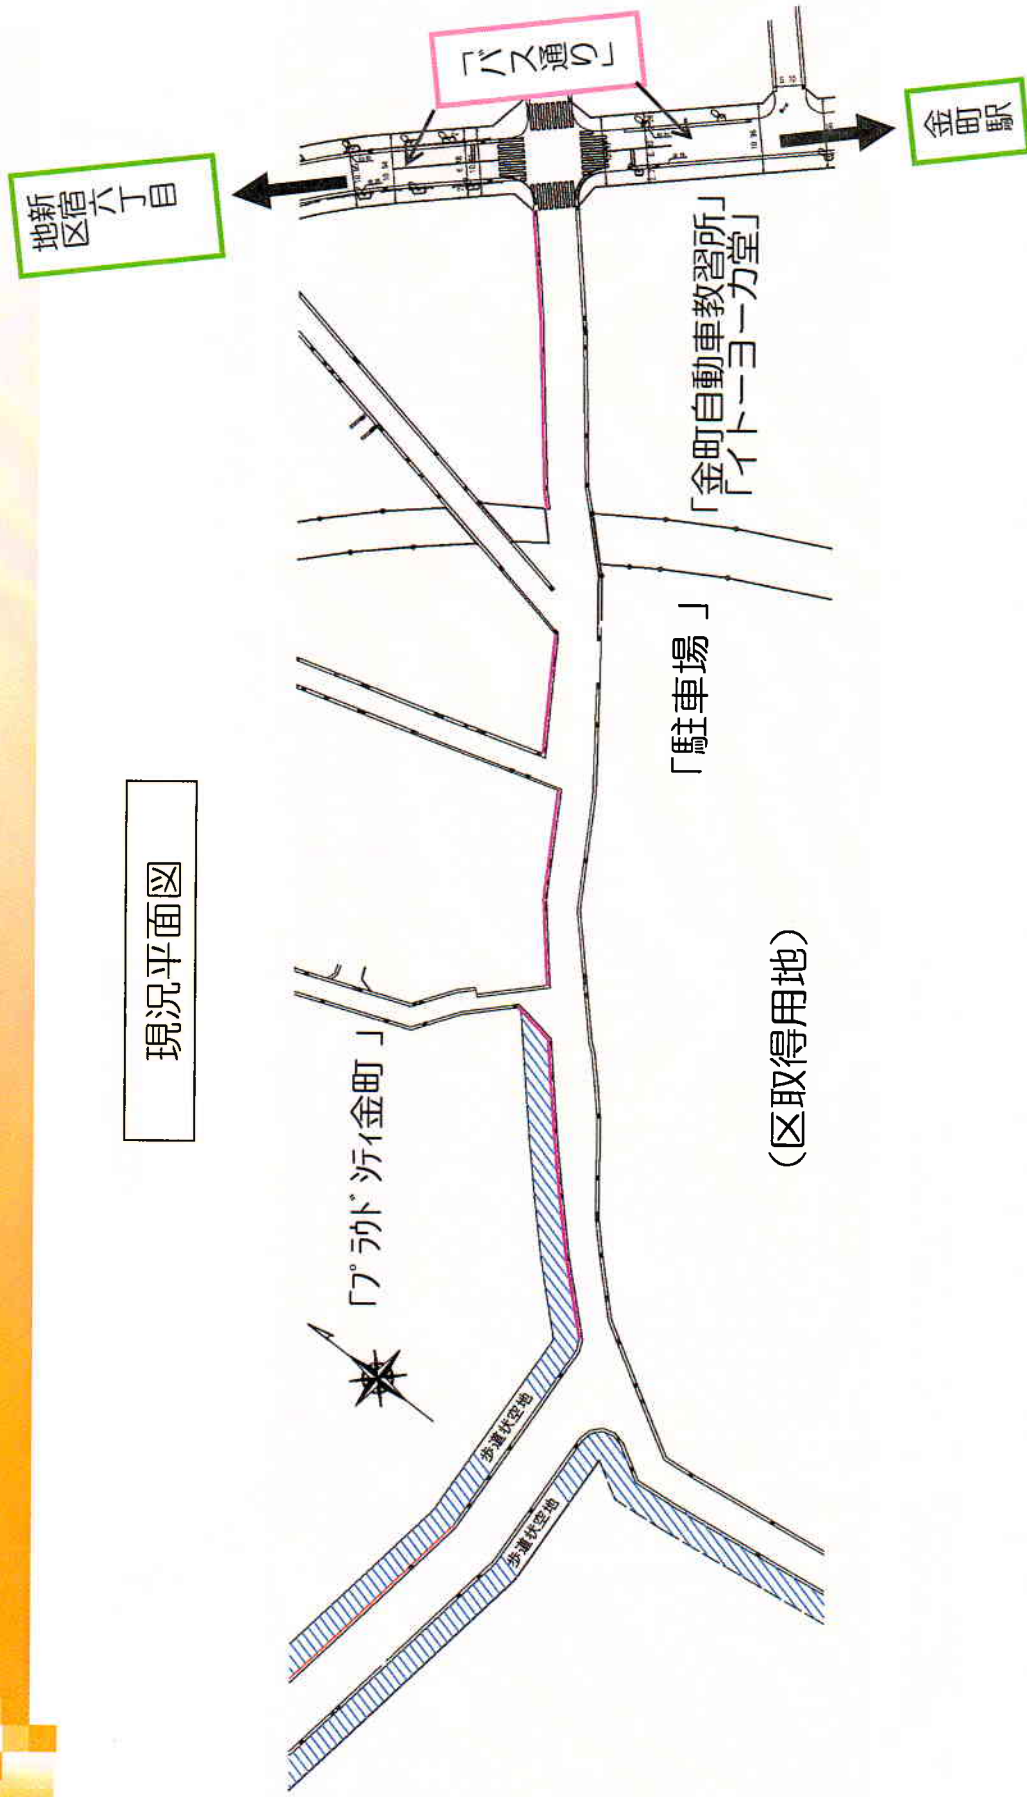 現況平面図
「バス通り」
新宿六丁目
地区
金町駅
「金町自動車教習所」
「イトーヨーカ堂」
「駐車場 」
「プラウドシティ金町 」
(区取得用地)
歩道状空地
歩道状空地